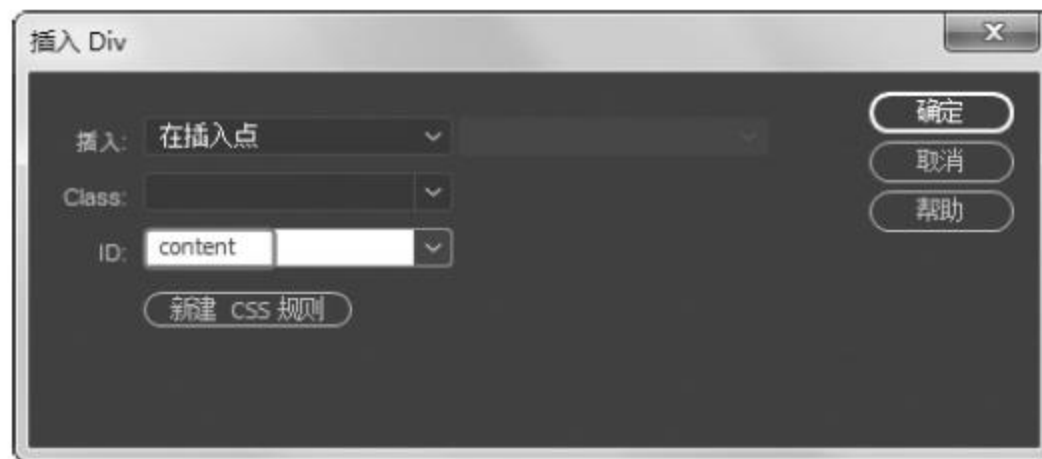 插入 Div
插入: 在插入点
Class:
ID: content
新建 CSS 规则
确定
取消
帮助